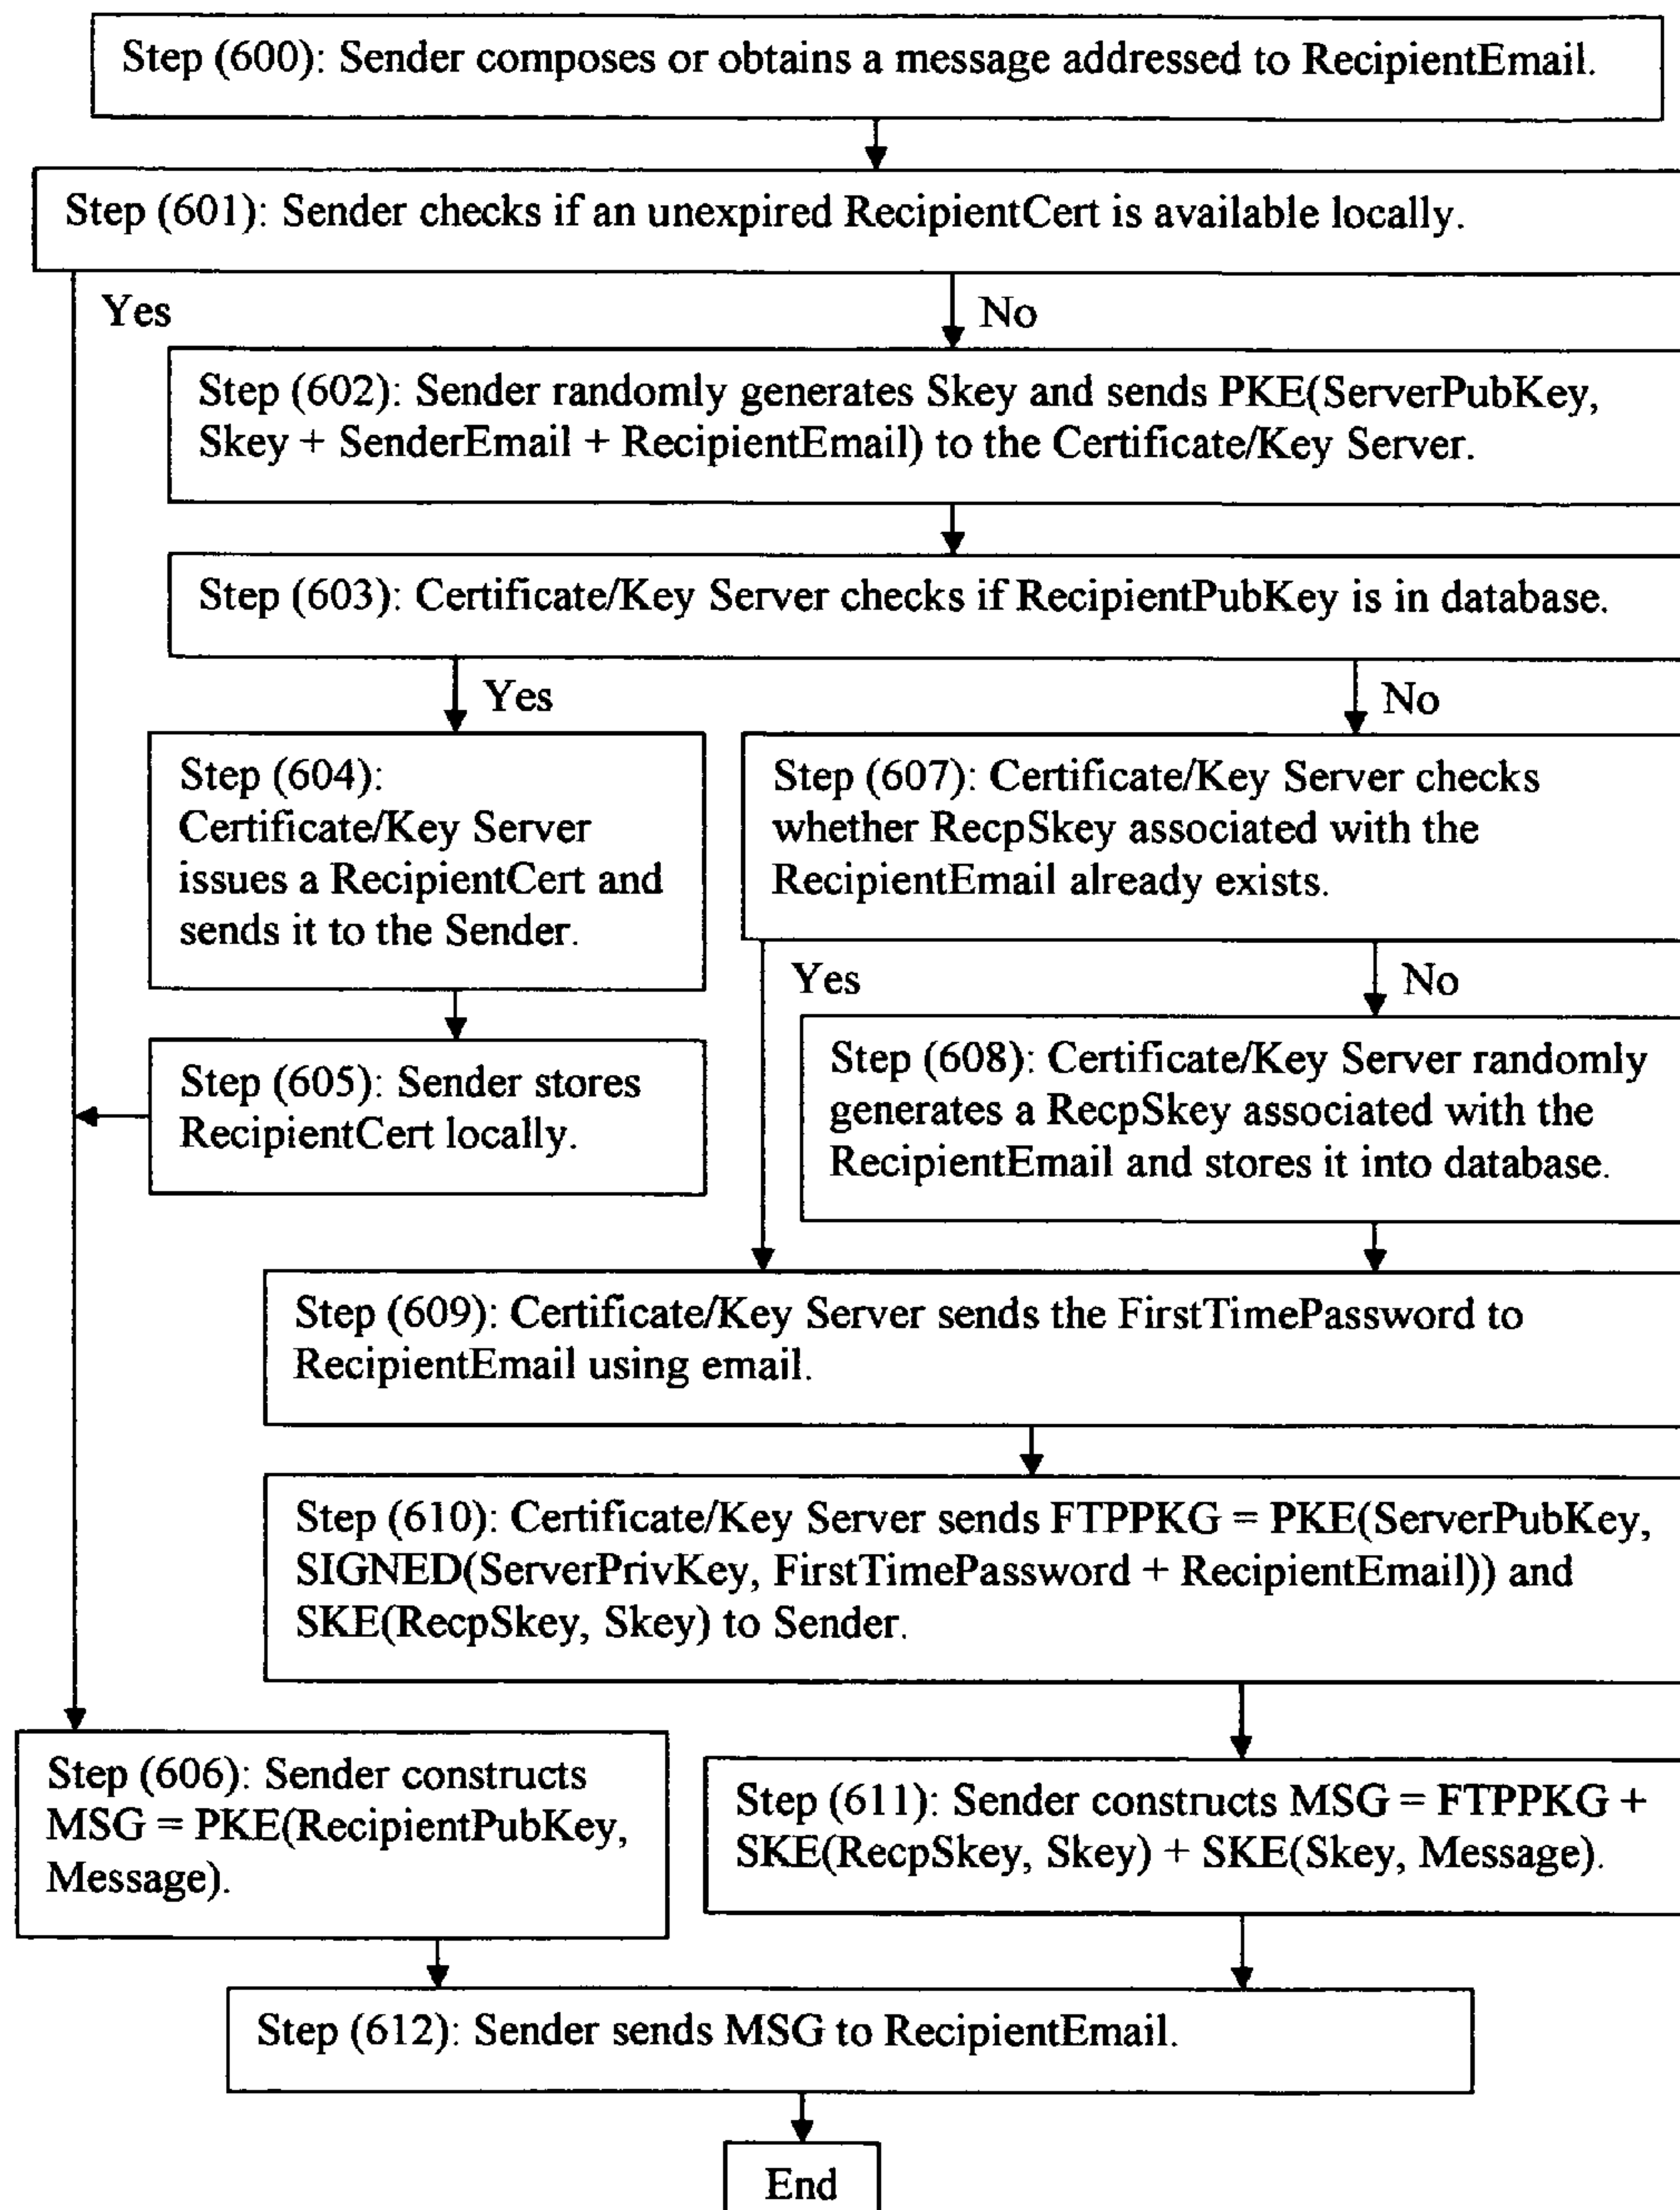 Step (600): Sender composes or obtains a message addressed to RecipientEmail.
Step (601): Sender checks if an unexpired RecipientCert is available locally.
Yes
No
Step (602): Sender randomly generates Skey and sends PKE(ServerPubKey,
Skey + SenderEmail + RecipientEmail) to the Certificate/Key Server.
Step (603): Certificate/Key Server checks if RecipientPubKey is in database.
Yes
No
Step (604):
Certificate/Key Server
issues a RecipientCert and
sends it to the Sender.
Step (607): Certificate/Key Server checks
whether RecpSkey associated with the
RecipientEmail already exists.
Yes
No
Step (605): Sender stores
RecipientCert locally.
Step (608): Certificate/Key Server randomly
generates a RecpSkey associated with the
RecipientEmail and stores it into database.
Step (609): Certificate/Key Server sends the FirstTimePassword to
RecipientEmail using email.
Step (610): Certificate/Key Server sends FTPPKG = PKE(ServerPubKey,
SIGNED(ServerPrivKey, FirstTimePassword + RecipientEmail)) and
SKE(RecpSkey, Skey) to Sender.
Step (606): Sender constructs
MSG = PKE(RecipientPubKey,
Message).
Step (611): Sender constructs MSG = FTPPKG +
SKE(RecpSkey, Skey) + SKE(Skey, Message).
Step (612): Sender sends MSG to RecipientEmail.
End